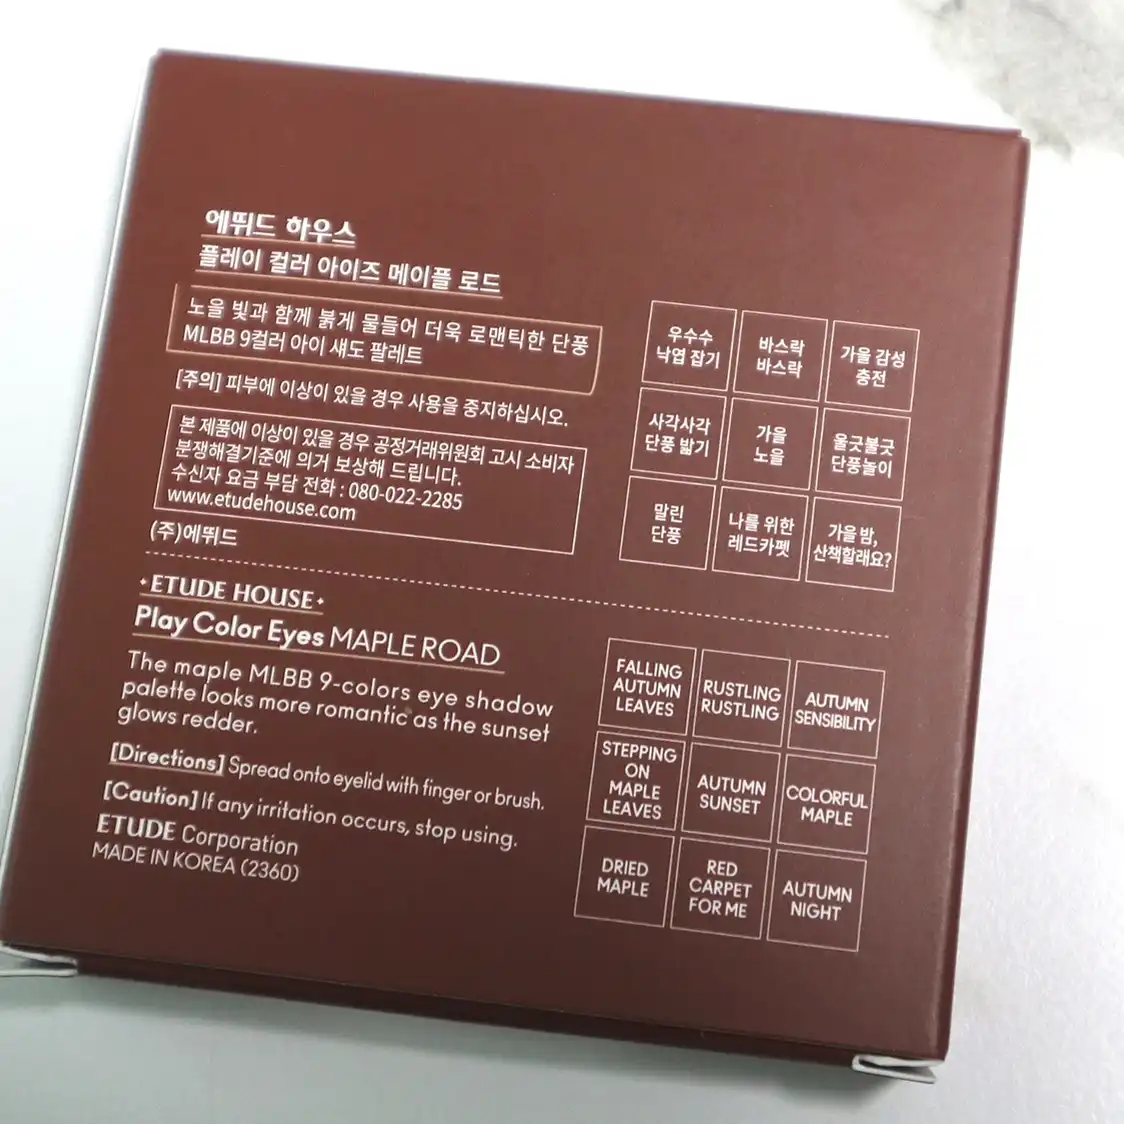 에뛰드 하우스
플레이 컬러 아이즈 메이플 로드
노을 빛과 함께 붉게 물들어 더욱 로맨틱한 단풍
MLBB 9컬러 아이 섀도 팔레트
[주의] 피부에 이상이 있을 경우 사용을 중지하십시오.
본 제품에 이상이 있을 경우 공정거래위원회 고시 소비자
분쟁해결기준에 의거 보상해 드립니다.
수신자 요금 부담 전화 : 080-022-2285
www.etudehouse.com
(주)에뛰드
우수수
낙엽 잡기
바스락
바스락
가을 감성
충전
사각사각
단풍 밟기
가을
노을
울긋불긋
단풍놀이
말린
단풍
나를 위한
레드카펫
가을 밤,
산책할래요?
ETUDE HOUSE
Play Color Eyes MAPLE ROAD
The maple MLBB 9-colors eye shadow
palette looks more romantic as the sunset
glows redder.
[Directions] Spread onto eyelid with finger or brush.
[Caution] If any irritation occurs, stop using.
ETUDE Corporation
MADE IN KOREA (2360)
FALLING
AUTUMN
LEAVES
RUSTLING
RUSTLING
AUTUMN
SENSIBILITY
STEPPING
ON
MAPLE
LEAVES
AUTUMN
SUNSET
COLORFUL
MAPLE
DRIED
MAPLE
RED
CARPET
FOR ME
AUTUMN
NIGHT